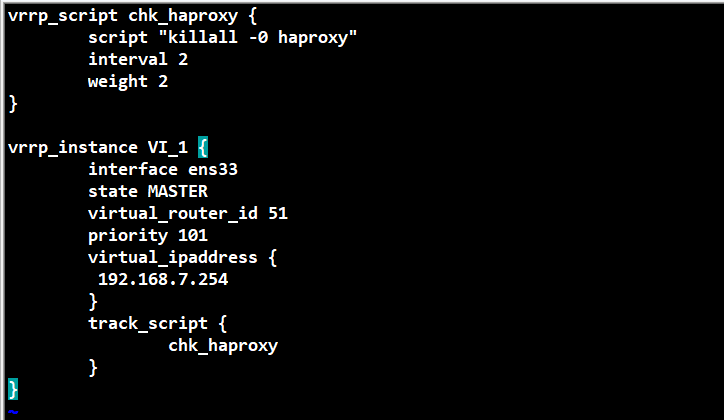 vrrp_script chk_haproxy {
        script "killall -0 haproxy"
        interval 2
        weight 2
}

vrrp_instance VI_1 {
        interface ens33
        state MASTER
        virtual_router_id 51
        priority 101
        virtual_ipaddress {
         192.168.7.254
        }
        track_script {
                chk_haproxy
        }
}
~